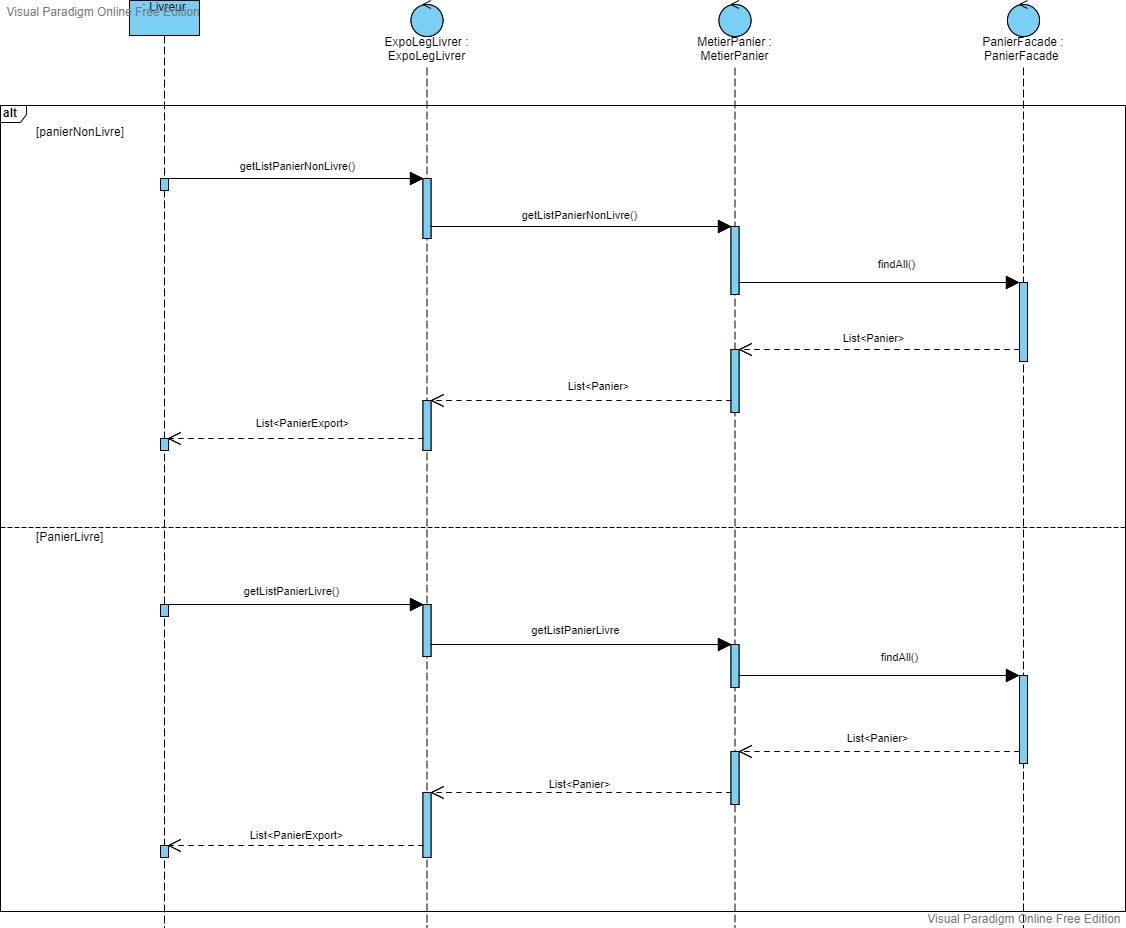 Visual Paradigm Online Free Edition
: Livreur
ExpoLegLivrer :
ExpoLegLivrer
MetierPanier :
MetierPanier
PanierFacade :
PanierFacade
alt
[panierNonLivre]
getListPanierNonLivre()
getListPanierNonLivre()
findAll()
List<Panier>
List<Panier>
List<PanierExport>
[PanierLivre]
getListPanierLivre()
getListPanierLivre
findAll()
List<Panier>
List<Panier>
List<PanierExport>
Visual Paradigm Online Free Edition